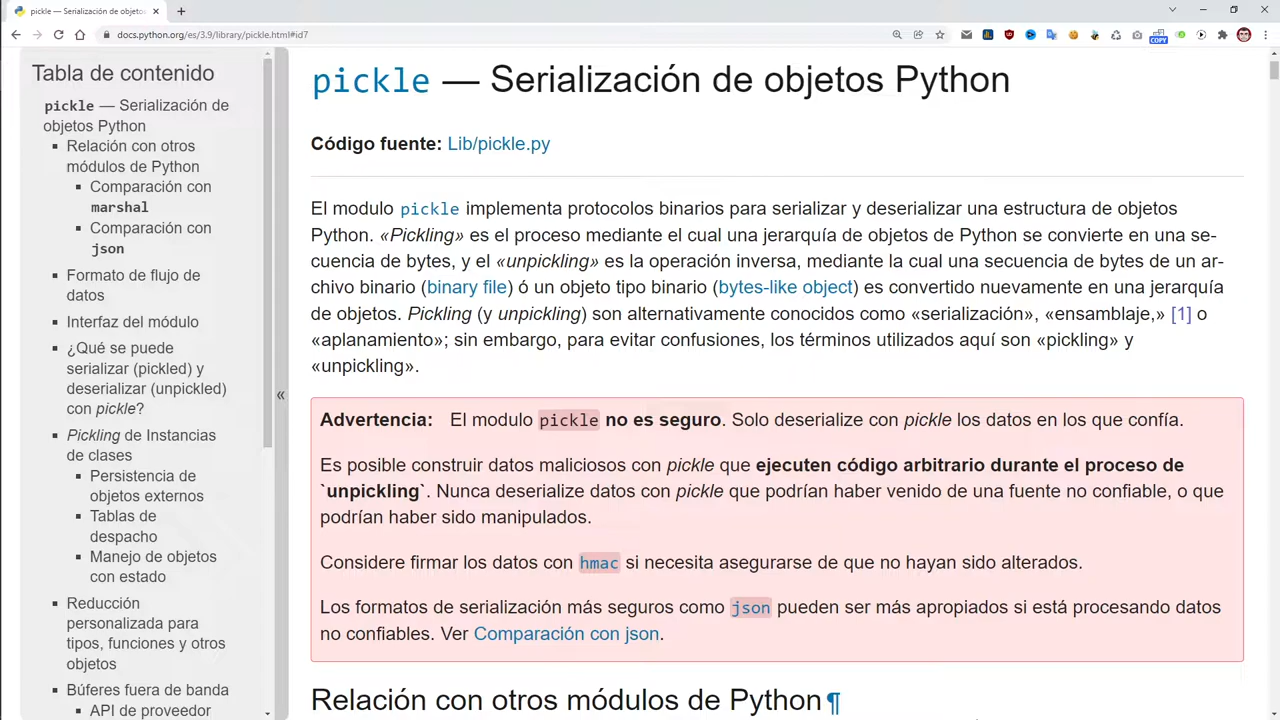 pickle — Serialización de objeto
docs.python.org/es/3.9/library/pickle.html#id7
COPY
Tabla de contenido
pickle — Serialización de
objetos Python
Relación con otros
módulos de Python
Comparación con
marshal
Comparación con
json
Formato de flujo de
datos
Interfaz del módulo
¿Qué se puede
serializar (pickled) y
deserializar (unpickled)
con pickle?
Pickling de Instancias
de clases
Persistencia de
objetos externos
Tablas de
despacho
Manejo de objetos
con estado
Reducción
personalizada para
tipos, funciones y otros
objetos
Búferes fuera de banda
API de proveedor
«
pickle — Serialización de objetos Python
Código fuente: Lib/pickle.py
El modulo pickle implementa protocolos binarios para serializar y deserializar una estructura de objetos
Python. «Pickling» es el proceso mediante el cual una jerarquía de objetos de Python se convierte en una se-
cuencia de bytes, y el «unpickling» es la operación inversa, mediante la cual una secuencia de bytes de un ar-
chivo binario (binary file) ó un objeto tipo binario (bytes-like object) es convertido nuevamente en una jerarquía
de objetos. Pickling (y unpickling) son alternativamente conocidos como «serialización», «ensamblaje,» [1] o
«aplanamiento»; sin embargo, para evitar confusiones, los términos utilizados aquí son «pickling» y
«unpickling».
Advertencia: El modulo pickle no es seguro. Solo deserialize con pickle los datos en los que confía.
Es posible construir datos maliciosos con pickle que ejecuten código arbitrario durante el proceso de
`unpickling`. Nunca deserialize datos con pickle que podrían haber venido de una fuente no confiable, o que
podrían haber sido manipulados.
Considere firmar los datos con hmac si necesita asegurarse de que no hayan sido alterados.
Los formatos de serialización más seguros como json pueden ser más apropiados si está procesando datos
no confiables. Ver Comparación con json.
Relación con otros módulos de Python¶